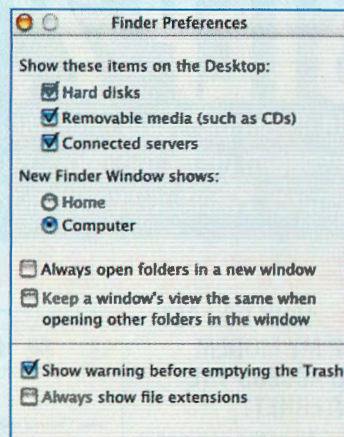 Finder Preferences
Show these items on the Desktop:
Hard disks
Removable media (such as CDs)
Connected servers
New Finder Window shows:
Home
Computer
Always open folders in a new window
Keep a window's view the same when
opening other folders in the window
Show warning before emptying the Trash
Always show file extensions